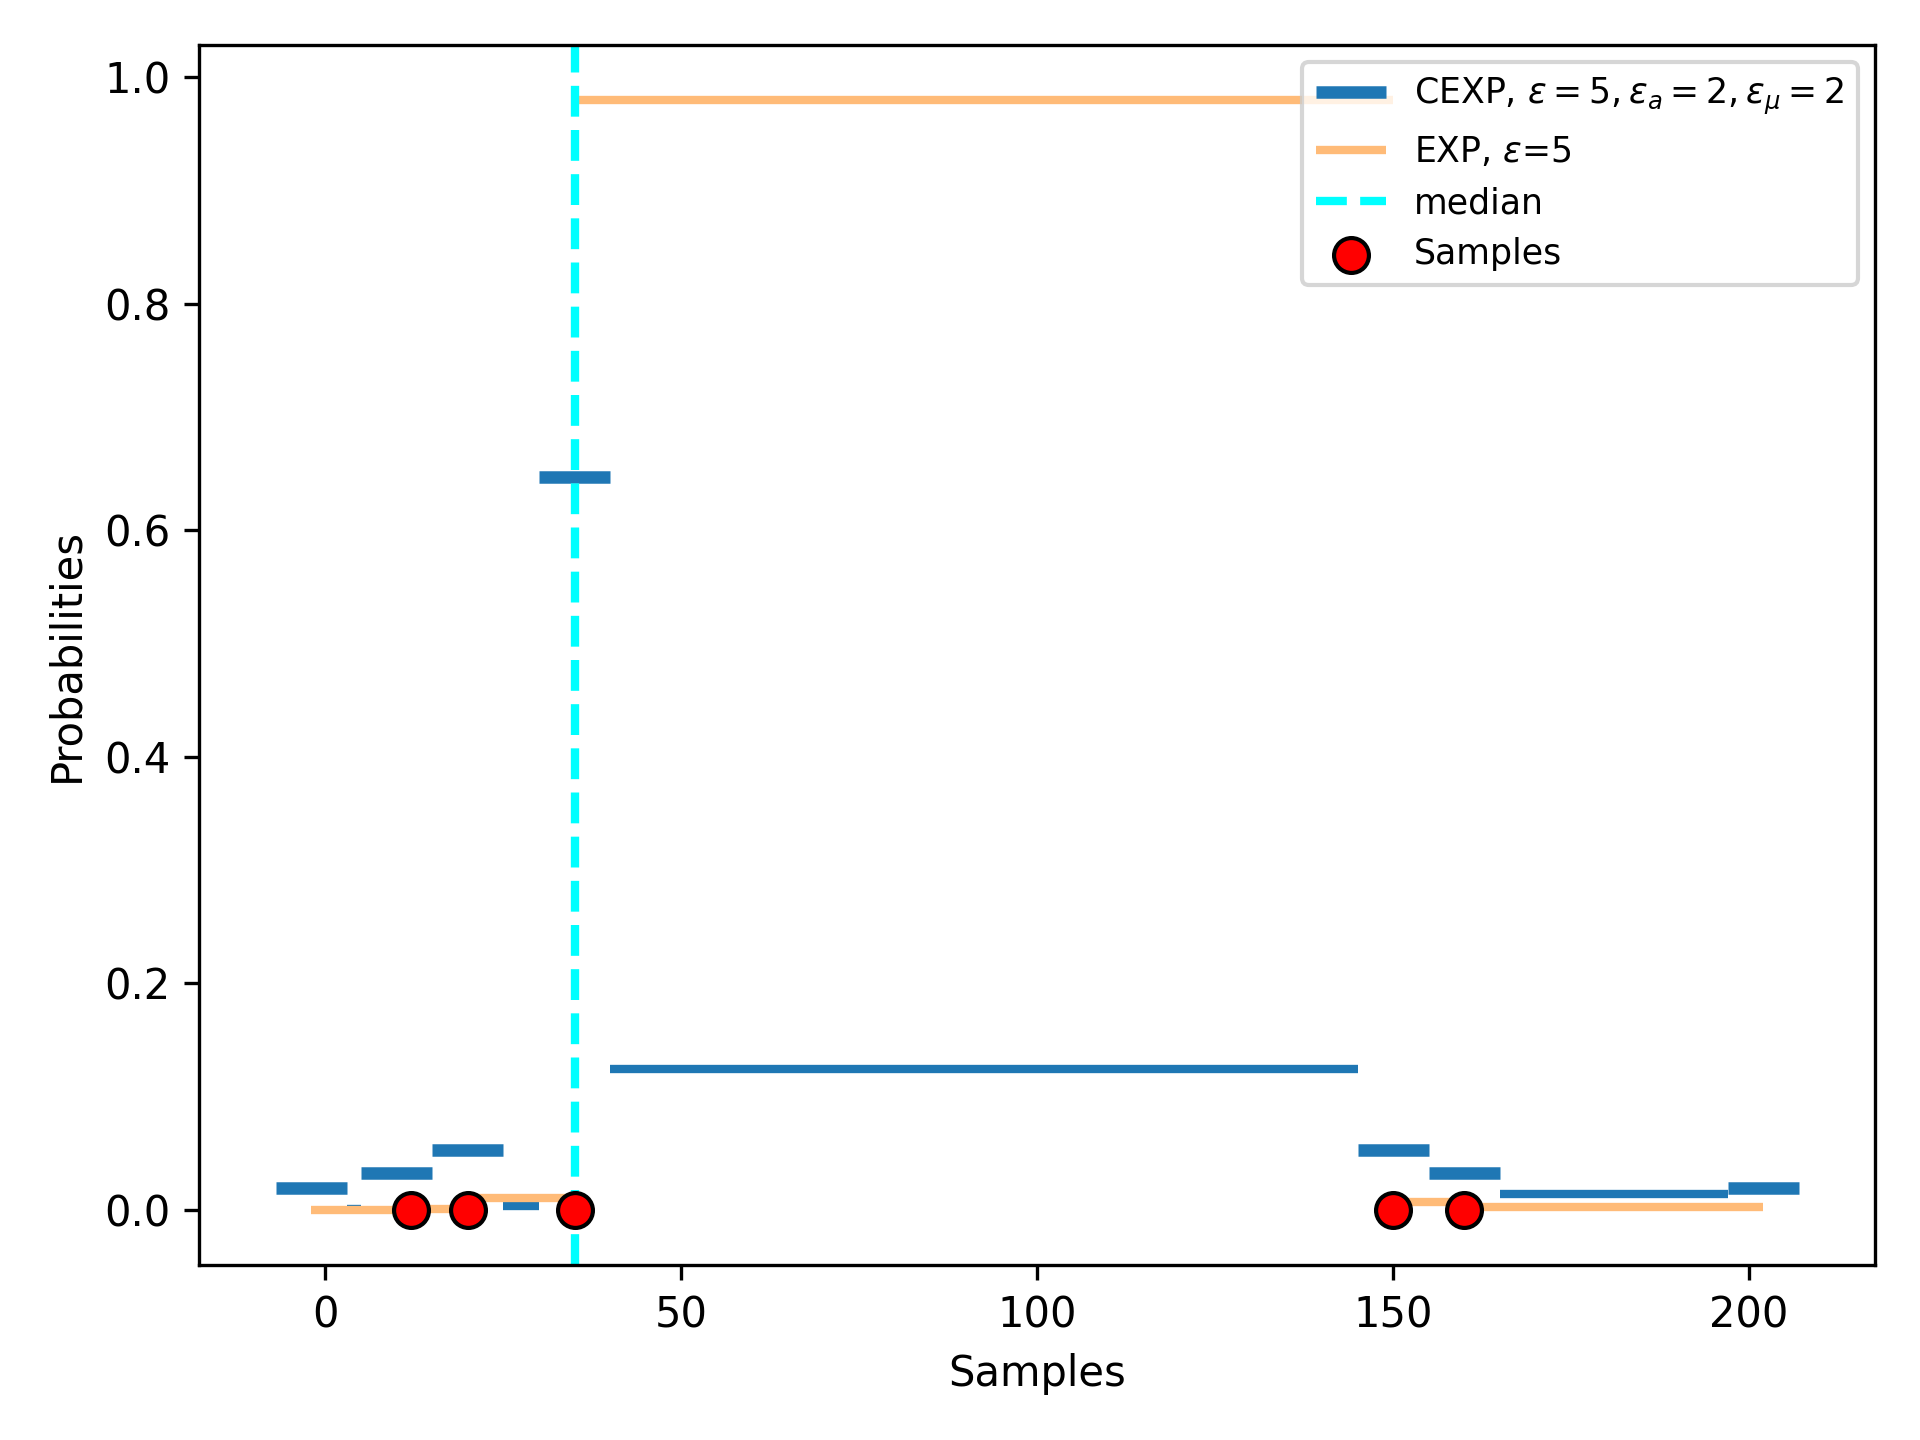 CEXP, ε = 5, εₐ = 2, ε_μ = 2
EXP, ε=5
median
Samples
1.0
0.8
0.6
0.4
0.2
0.0
Probabilities
0 50 100 150 200
Samples